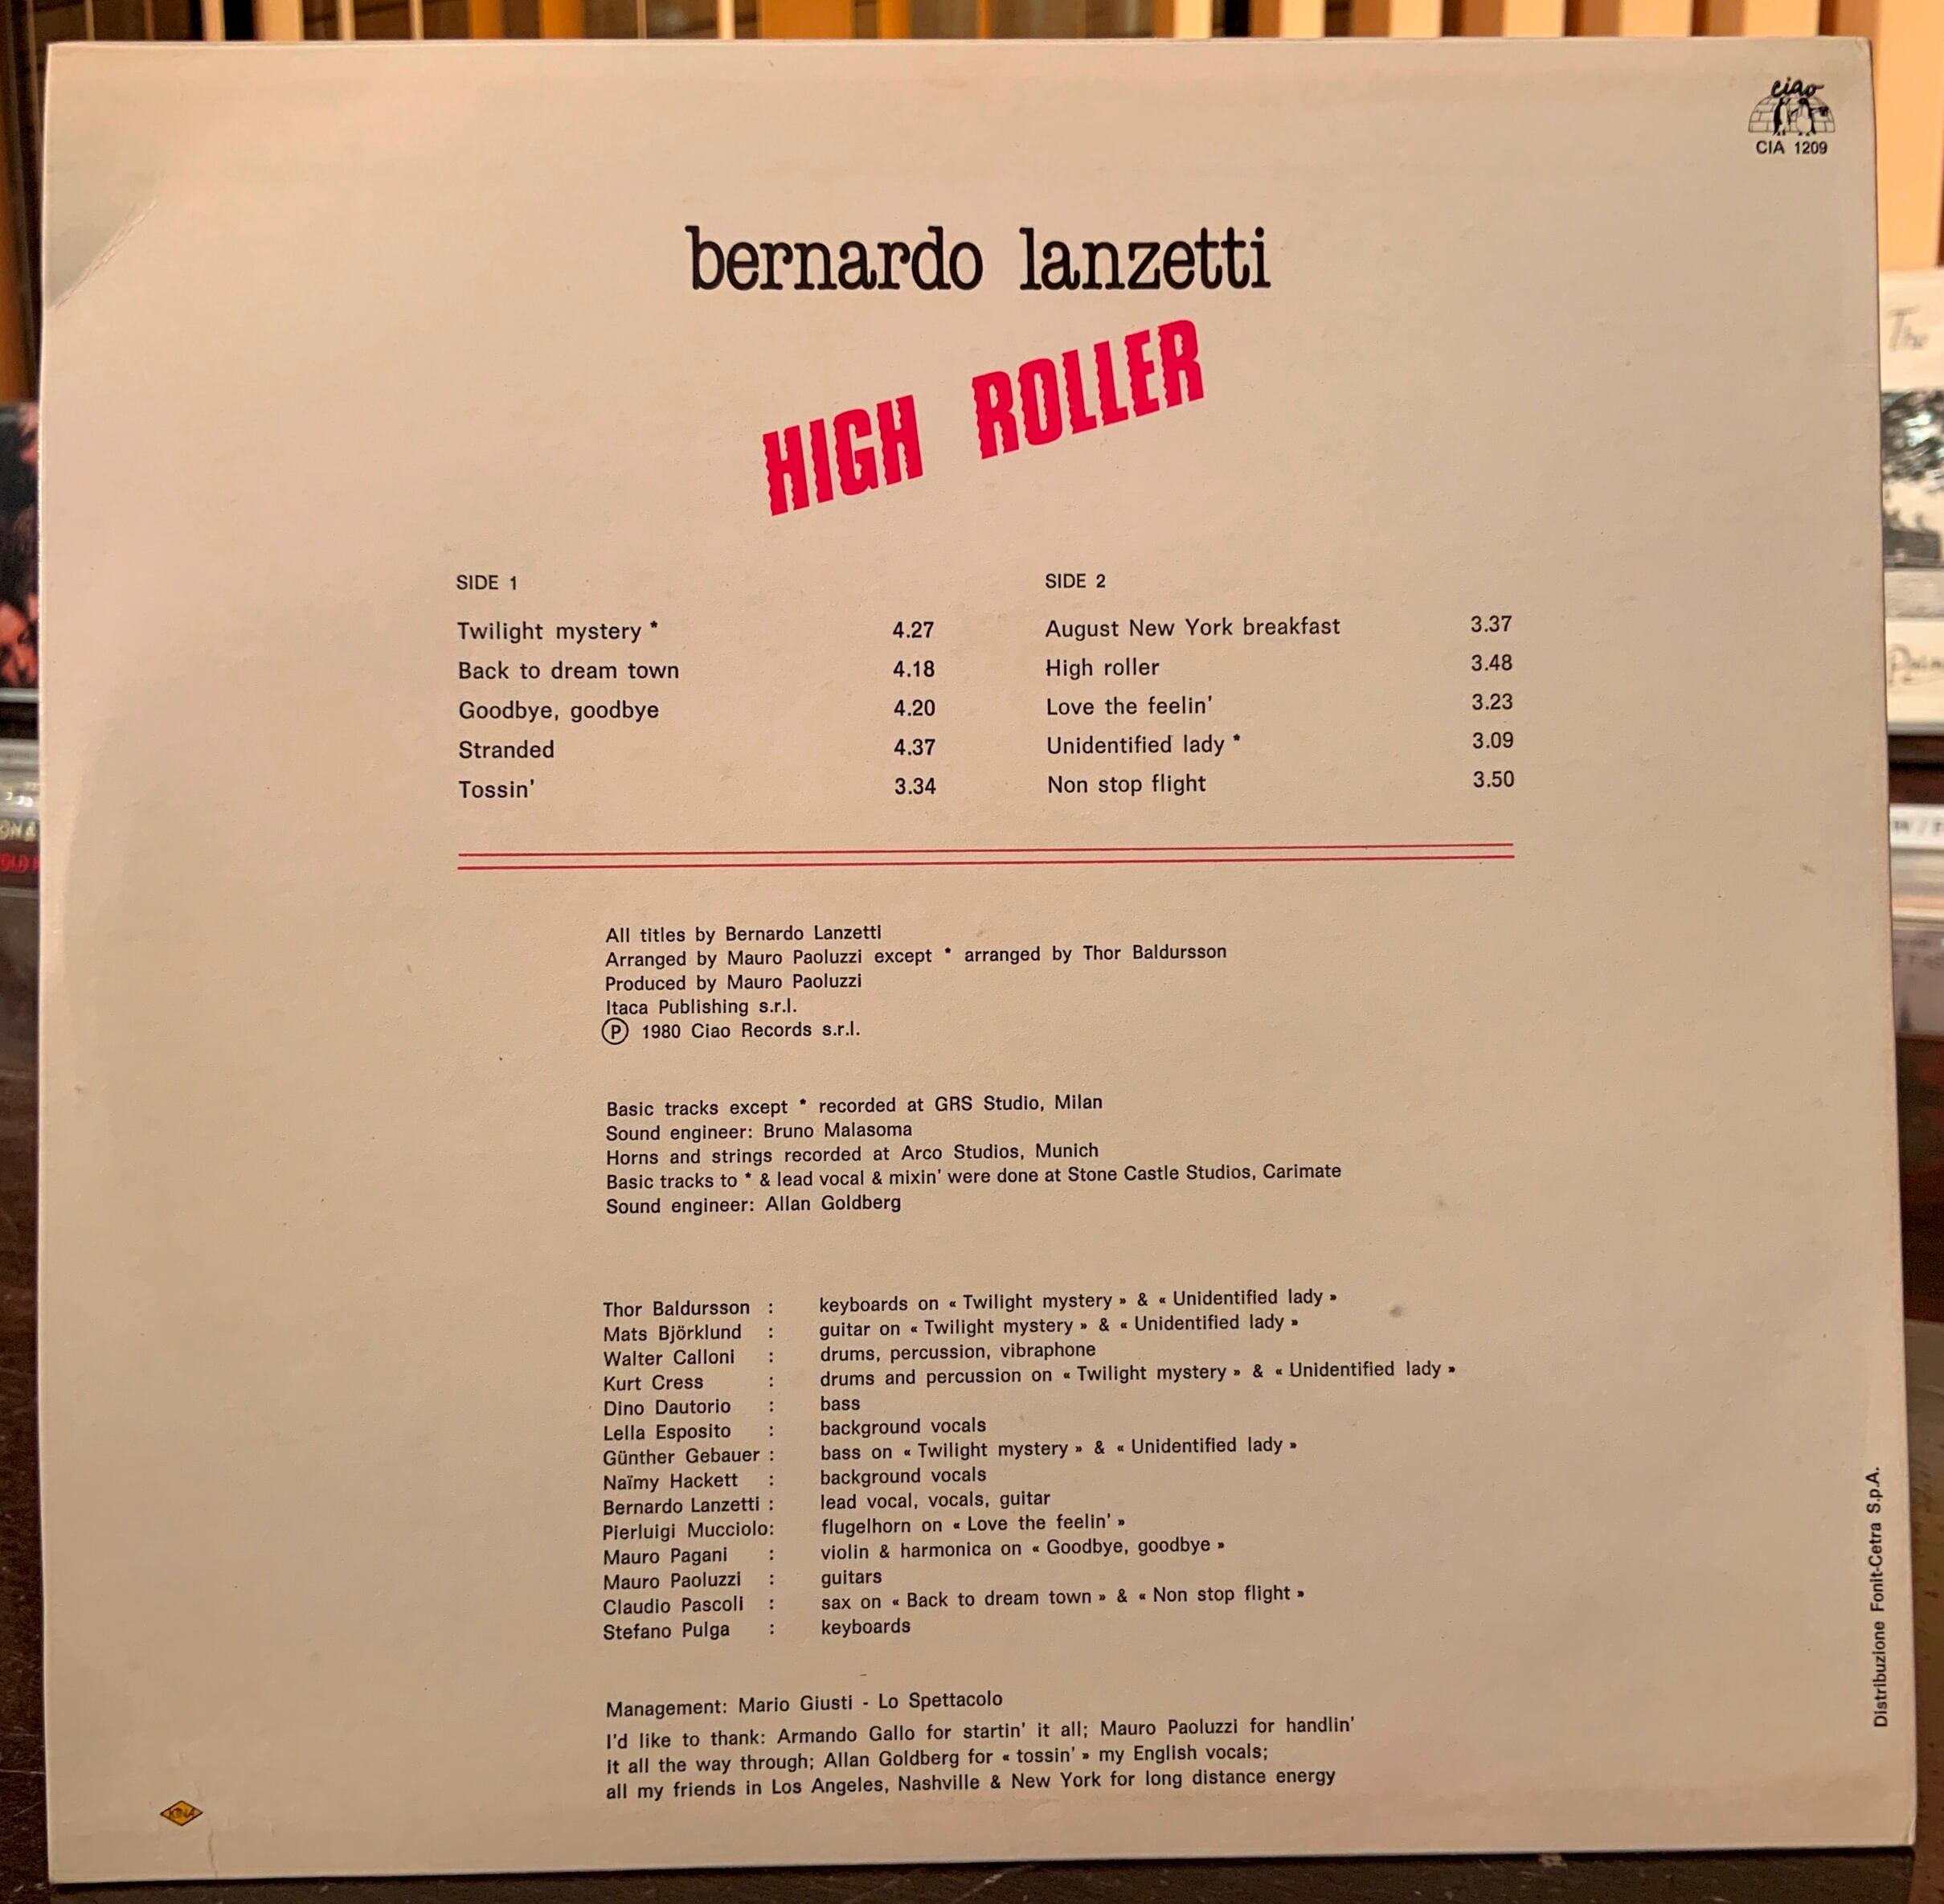 ciao
CIA 1209
bernardo lanzetti
HIGH ROLLER
SIDE 1
Twilight mystery * 4.27
Back to dream town 4.18
Goodbye, goodbye 4.20
Stranded 4.37
Tossin' 3.34
SIDE 2
August New York breakfast 3.37
High roller 3.48
Love the feelin' 3.23
Unidentified lady * 3.09
Non stop flight 3.50
All titles by Bernardo Lanzetti
Arranged by Mauro Paoluzzi except * arranged by Thor Baldursson
Produced by Mauro Paoluzzi
Itaca Publishing s.r.l.
Ⓟ 1980 Ciao Records s.r.l.
Basic tracks except * recorded at GRS Studio, Milan
Sound engineer: Bruno Malasoma
Horns and strings recorded at Arco Studios, Munich
Basic tracks to * & lead vocal & mixin' were done at Stone Castle Studios, Carimate
Sound engineer: Allan Goldberg
Thor Baldursson : keyboards on « Twilight mystery » & « Unidentified lady »
Mats Björklund : guitar on « Twilight mystery » & « Unidentified lady »
Walter Calloni : drums, percussion, vibraphone
Kurt Cress : drums and percussion on « Twilight mystery » & « Unidentified lady »
Dino Dautorio : bass
Lella Esposito : background vocals
Günther Gebauer : bass on « Twilight mystery » & « Unidentified lady »
Naïmy Hackett : background vocals
Bernardo Lanzetti : lead vocal, vocals, guitar
Pierluigi Mucciolo: flugelhorn on « Love the feelin' »
Mauro Pagani : violin & harmonica on « Goodbye, goodbye »
Mauro Paoluzzi : guitars
Claudio Pascoli : sax on « Back to dream town » & « Non stop flight »
Stefano Pulga : keyboards
Management: Mario Giusti - Lo Spettacolo
I'd like to thank: Armando Gallo for startin' it all; Mauro Paoluzzi for handlin'
it all the way through; Allan Goldberg for « tossin' » my English vocals;
all my friends in Los Angeles, Nashville & New York for long distance energy
Distribuzione Fonit-Cetra S.p.A.
KINA
The